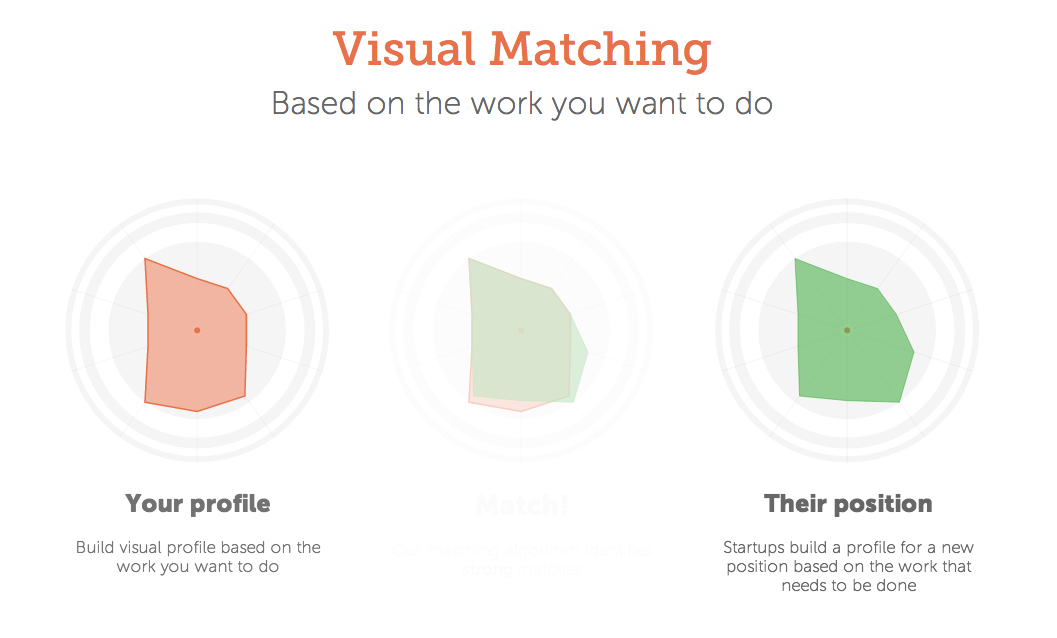 Visual Matching
Based on the work you want to do
Your profile
Build visual profile based on the
work you want to do
Match!
Our matching algorithm identifies
strong matches
Their position
Startups build a profile for a new
position based on the work that
needs to be done